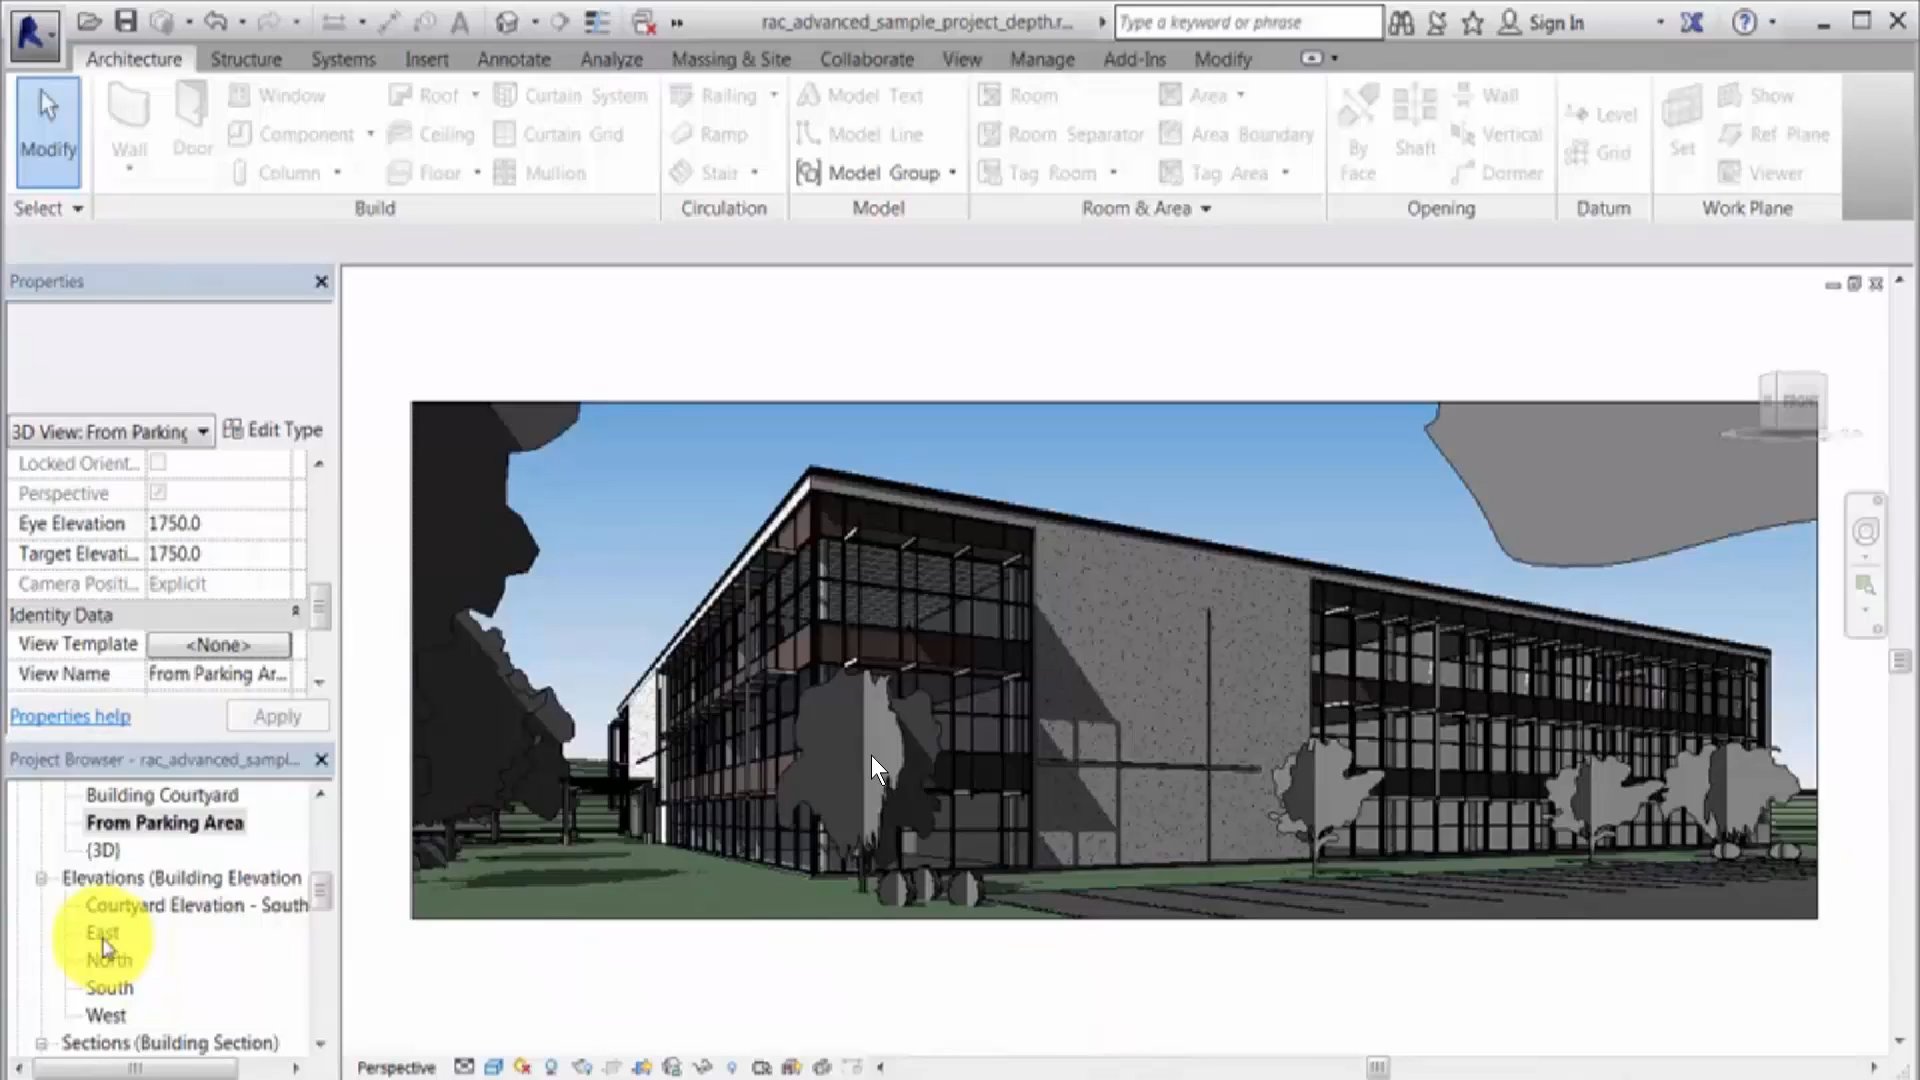 rac_advanced_sample_project_depth.r... Type a keyword or phrase Sign In
Architecture Structure Systems Insert Annotate Analyze Massing & Site Collaborate View Manage Add-Ins Modify
Window Roof Curtain System Railing Model Text Room Area Wall Show
Level
Component Ceiling Curtain Grid Ramp Model Line Room Separator Area Boundary Vertical Ref Plane
Modify Wall Door By Shaft Grid Set
Column Floor Mullion Stair Model Group Tag Room Tag Area Face Dormer Viewer
Select Build Circulation Model Room & Area Opening Datum Work Plane
Properties
FRONT
3D View: From Parking Edit Type
Locked Orient...
Perspective
Eye Elevation 1750.0
Target Elevati... 1750.0
Camera Positi... Explicit
Identity Data
View Template <None>
View Name From Parking Ar...
Properties help Apply
Project Browser - rac_advanced_sampl...
Building Courtyard
From Parking Area
{3D}
Elevations (Building Elevation
Courtyard Elevation - South
East
North
South
West
Sections (Building Section)
Perspective